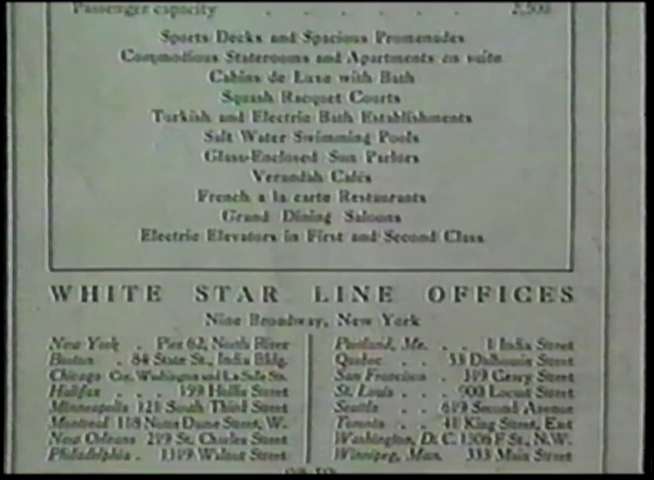 Passenger capacity . . . . . . 2,500
Sports Decks and Spacious Promenades
Commodious Staterooms and Apartments en suite
Cabins de Luxe with Bath
Squash Racquet Courts
Turkish and Electric Bath Establishments
Salt Water Swimming Pools
Glass-Enclosed Sun Parlors
Verandah Cafés
French a la carte Restaurants
Grand Dining Saloons
Electric Elevators in First and Second Class
WHITE STAR LINE OFFICES
Nine Broadway, New York
New York . Pier 62, North River
Boston . 84 State St., India Bldg.
Chicago Cor. Washington and La Salle Sts.
Halifax . . . 199 Hollis Street
Minneapolis 121 South Third Street
Montreal 118 Notre Dame Street, W.
New Orleans 219 St. Charles Street
Philadelphia . 1319 Walnut Street
Portland, Me. . . 1 India Street
Quebec . . 53 Dalhousie Street
San Francisco . 319 Geary Street
St. Louis . . . 900 Locust Street
Seattle . . 619 Second Avenue
Toronto . . 41 King Street, East
Washington, D. C. 1306 F St., N.W.
Winnipeg, Man. 333 Main Street